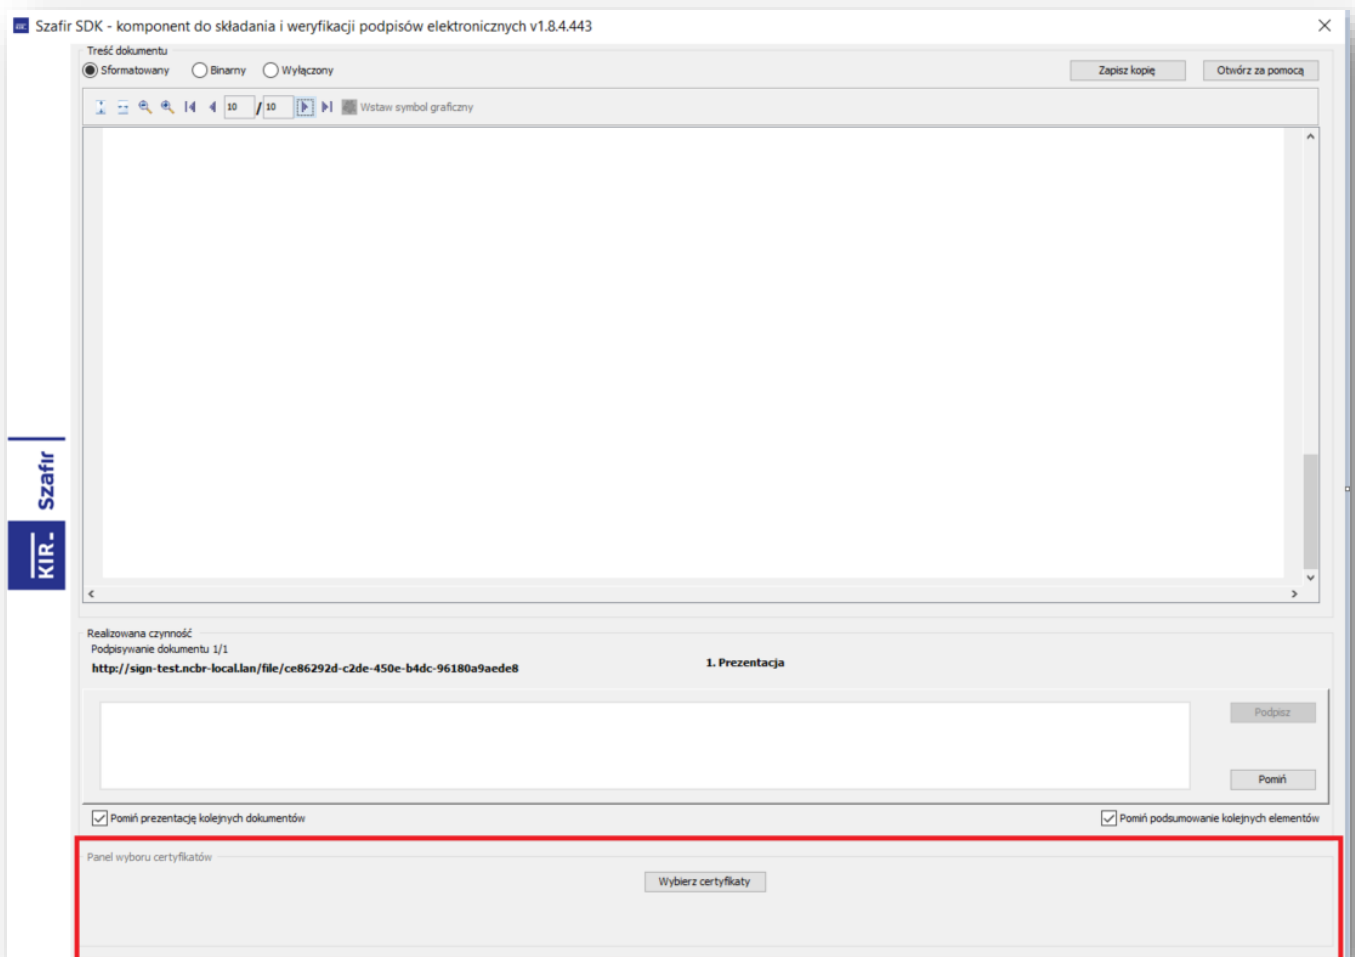 KIR Szafir SDK - komponent do składania i weryfikacji podpisów elektronicznych v1.8.4.443
Treść dokumentu
Sformatowany Binarny Wyłączony Zapisz kopię Otwórz za pomocą
10 / 10 Wstaw symbol graficzny
KIR. Szafir
Realizowana czynność
Podpisywanie dokumentu 1/1
http://sign-test.ncbr-local.lan/file/ce86292d-c2de-450e-b4dc-96180a9aede8 1. Prezentacja
Podpisz
Pomiń
Pomiń prezentację kolejnych dokumentów Pomiń podsumowanie kolejnych elementów
Panel wyboru certyfikatów
Wybierz certyfikaty